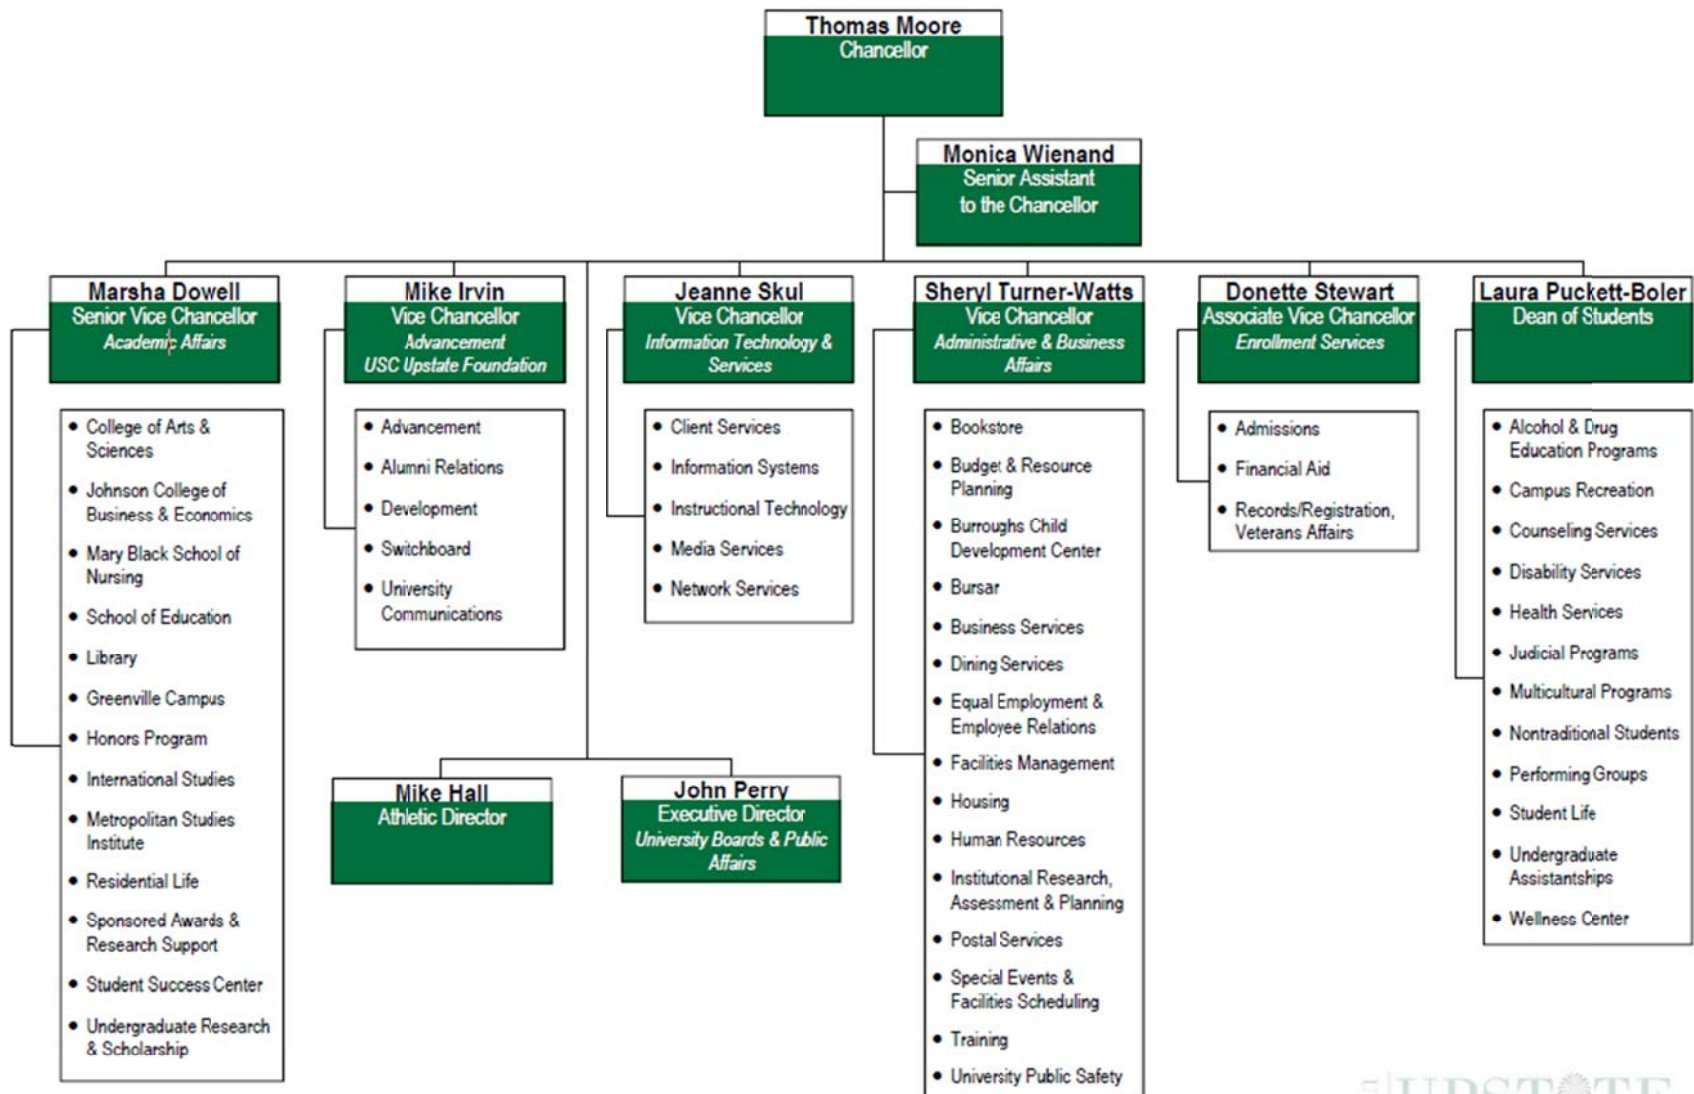 Thomas Moore
Chancellor
Monica Wienand
Senior Assistant
to the Chancellor
Marsha Dowell
Senior Vice Chancellor
Academic Affairs
Mike Irvin
Vice Chancellor
Advancement
USC Upstate Foundation
Jeanne Skul
Vice Chancellor
Information Technology &
Services
Sheryl Turner-Watts
Vice Chancellor
Administrative & Business
Affairs
Donette Stewart
Associate Vice Chancellor
Enrollment Services
Laura Puckett-Boler
Dean of Students
• College of Arts &
Sciences
• Johnson College of
Business & Economics
• Mary Black School of
Nursing
• School of Education
• Library
• Greenville Campus
• Honors Program
• International Studies
• Metropolitan Studies
Institute
• Residential Life
• Sponsored Awards &
Research Support
• Student Success Center
• Undergraduate Research
& Scholarship
• Advancement
• Alumni Relations
• Development
• Switchboard
• University
Communications
• Client Services
• Information Systems
• Instructional Technology
• Media Services
• Network Services
• Bookstore
• Budget & Resource
Planning
• Burroughs Child
Development Center
• Bursar
• Business Services
• Dining Services
• Equal Employment &
Employee Relations
• Facilities Management
• Housing
• Human Resources
• Institutional Research,
Assessment & Planning
• Postal Services
• Special Events &
Facilities Scheduling
• Training
• University Public Safety
• Admissions
• Financial Aid
• Records/Registration,
Veterans Affairs
• Alcohol & Drug
Education Programs
• Campus Recreation
• Counseling Services
• Disability Services
• Health Services
• Judicial Programs
• Multicultural Programs
• Nontraditional Students
• Performing Groups
• Student Life
• Undergraduate
Assistantships
• Wellness Center
Mike Hall
Athletic Director
John Perry
Executive Director
University Boards & Public
Affairs
UPSTATE